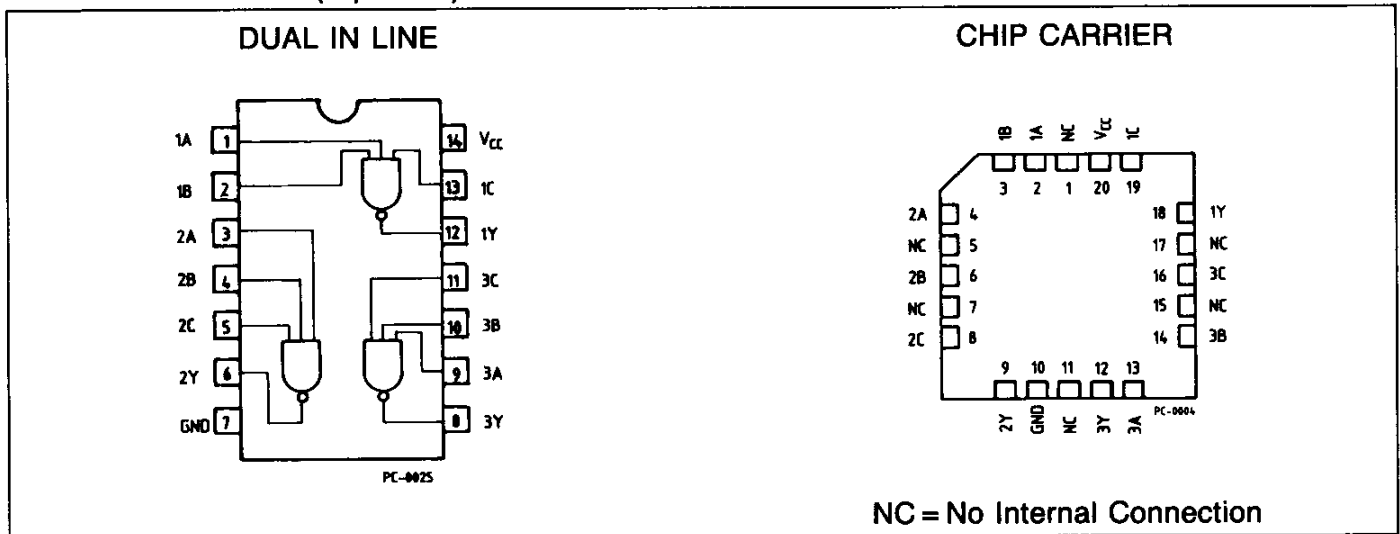 DUAL IN LINE
1A 1
1B 2
2A 3
2B 4
2C 5
2Y 6
GND 7
14 VCC
13 1C
12 1Y
11 3C
10 3B
9 3A
8 3Y
PC-0025
CHIP CARRIER
1B 1A NC VCC 1C
3 2 1 20 19
2A 4
NC 5
2B 6
NC 7
2C 8
18 1Y
17 NC
16 3C
15 NC
14 3B
9 10 11 12 13
2Y GND NC 3Y 3A
PC-0004
NC = No Internal Connection